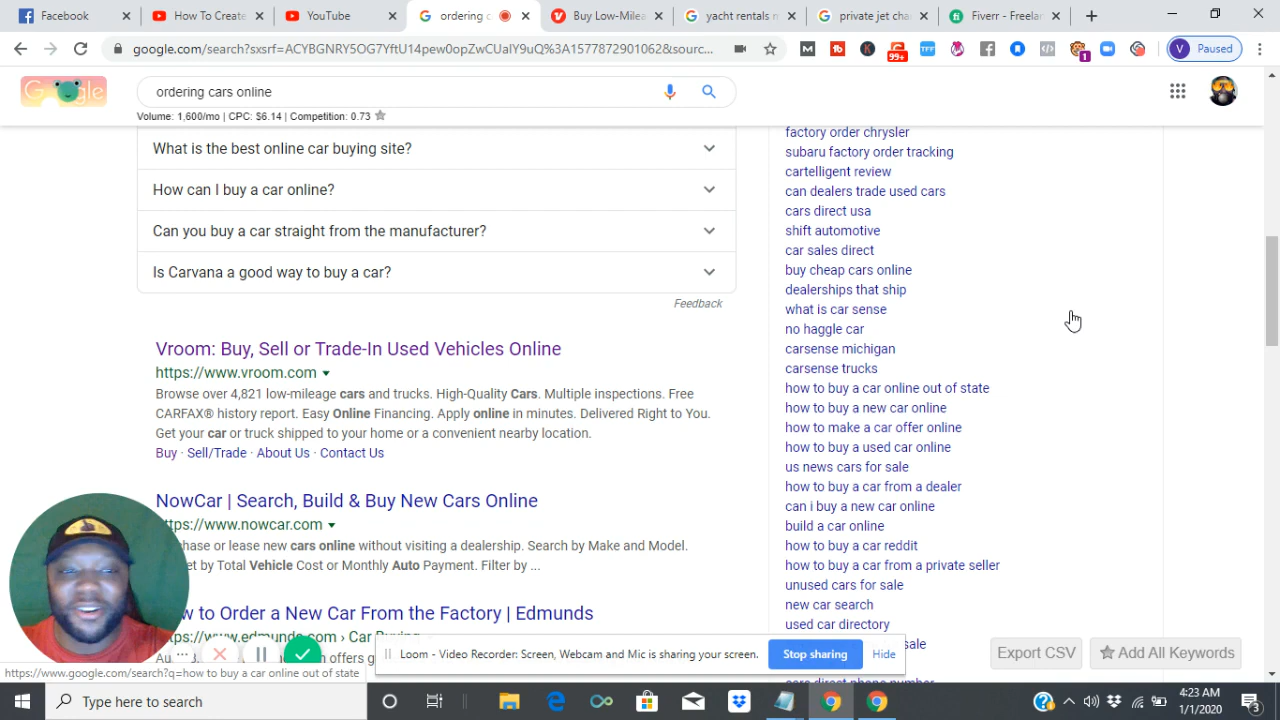 Facebook
How To Create
YouTube
ordering c
Buy Low-Milea
yacht rentals m
private jet cha
Fiverr - Freelan
google.com/search?sxsrf=ACYBGNRY5OG7YftU14pew0opZwCUaIY9uQ%3A1577872901062&sourc...
99+
TFF
1
V
Paused
Google
ordering cars online
Volume: 1,600/mo | CPC: $6.14 | Competition: 0.73
What is the best online car buying site?
How can I buy a car online?
Can you buy a car straight from the manufacturer?
Is Carvana a good way to buy a car?
Feedback
Vroom: Buy, Sell or Trade-In Used Vehicles Online
https://www.vroom.com
Browse over 4,821 low-mileage cars and trucks. High-Quality Cars. Multiple inspections. Free
CARFAX® history report. Easy Online Financing. Apply online in minutes. Delivered Right to You.
Get your car or truck shipped to your home or a convenient nearby location.
Buy · Sell/Trade · About Us · Contact Us
NowCar | Search, Build & Buy New Cars Online
ttps://www.nowcar.com
hase or lease new cars online without visiting a dealership. Search by Make and Model.
et by Total Vehicle Cost or Monthly Auto Payment. Filter by ...
w to Order a New Car From the Factory | Edmunds
ttps://www.edmunds.com › Car Buying
factory order chrysler
subaru factory order tracking
cartelligent review
can dealers trade used cars
cars direct usa
shift automotive
car sales direct
buy cheap cars online
dealerships that ship
what is car sense
no haggle car
carsense michigan
carsense trucks
how to buy a car online out of state
how to buy a new car online
how to make a car offer online
how to buy a used car online
us news cars for sale
how to buy a car from a dealer
can i buy a new car online
build a car online
how to buy a car reddit
how to buy a car from a private seller
unused cars for sale
new car search
used car directory
sale
cars direct phone number
Export CSV
Add All Keywords
Loom - Video Recorder: Screen, Webcam and Mic is sharing your screen.
Stop sharing
Hide
https://www.google.com/search?q=how to buy a car online out of state
Type here to search
4:23 AM
1/1/2020
3